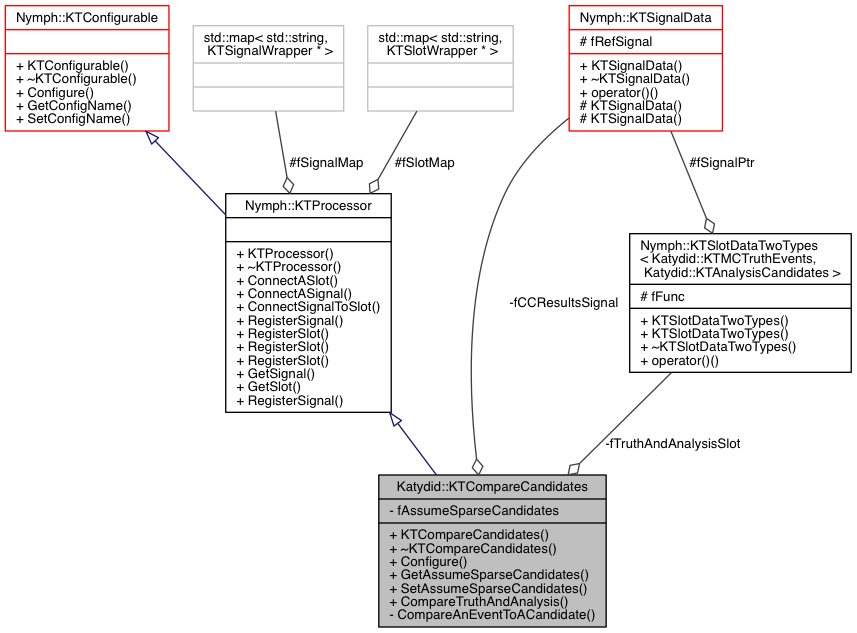 Nymph::KTConfigurable
+ KTConfigurable()
+ ~KTConfigurable()
+ Configure()
+ GetConfigName()
+ SetConfigName()
std::map< std::string,
KTSignalWrapper * >
std::map< std::string,
KTSlotWrapper * >
Nymph::KTSignalData
# fRefSignal
+ KTSignalData()
+ ~KTSignalData()
+ operator()()
# KTSignalData()
# KTSignalData()
#fSignalMap
#fSlotMap
#fSignalPtr
Nymph::KTProcessor
+ KTProcessor()
+ ~KTProcessor()
+ ConnectASlot()
+ ConnectASignal()
+ ConnectSignalToSlot()
+ RegisterSignal()
+ RegisterSlot()
+ RegisterSlot()
+ RegisterSlot()
+ GetSignal()
+ GetSlot()
+ RegisterSignal()
Nymph::KTSlotDataTwoTypes
< Katydid::KTMCTruthEvents,
Katydid::KTAnalysisCandidates >
# fFunc
+ KTSlotDataTwoTypes()
+ KTSlotDataTwoTypes()
+ ~KTSlotDataTwoTypes()
+ operator()()
-fCCResultsSignal
-fTruthAndAnalysisSlot
Katydid::KTCompareCandidates
- fAssumeSparseCandidates
+ KTCompareCandidates()
+ ~KTCompareCandidates()
+ Configure()
+ GetAssumeSparseCandidates()
+ SetAssumeSparseCandidates()
+ CompareTruthAndAnalysis()
- CompareAnEventToACandidate()